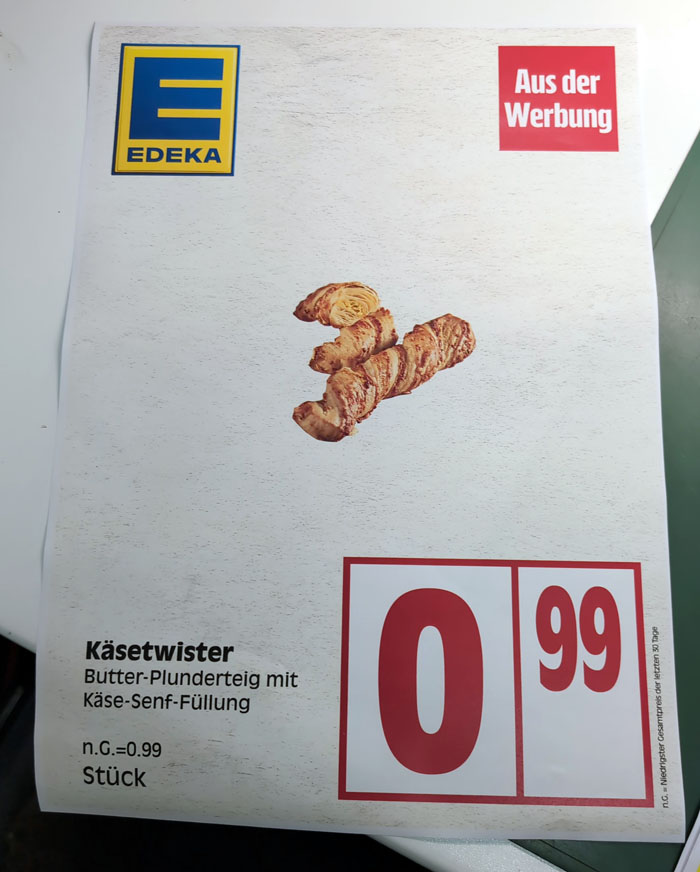 EDEKA
Aus der
Werbung
Käsetwister
Butter-Plunderteig mit
Käse-Senf-Füllung
n.G.=0.99
Stück
0 99
n.G. = Niedrigster Gesamtpreis der letzten 30 Tage